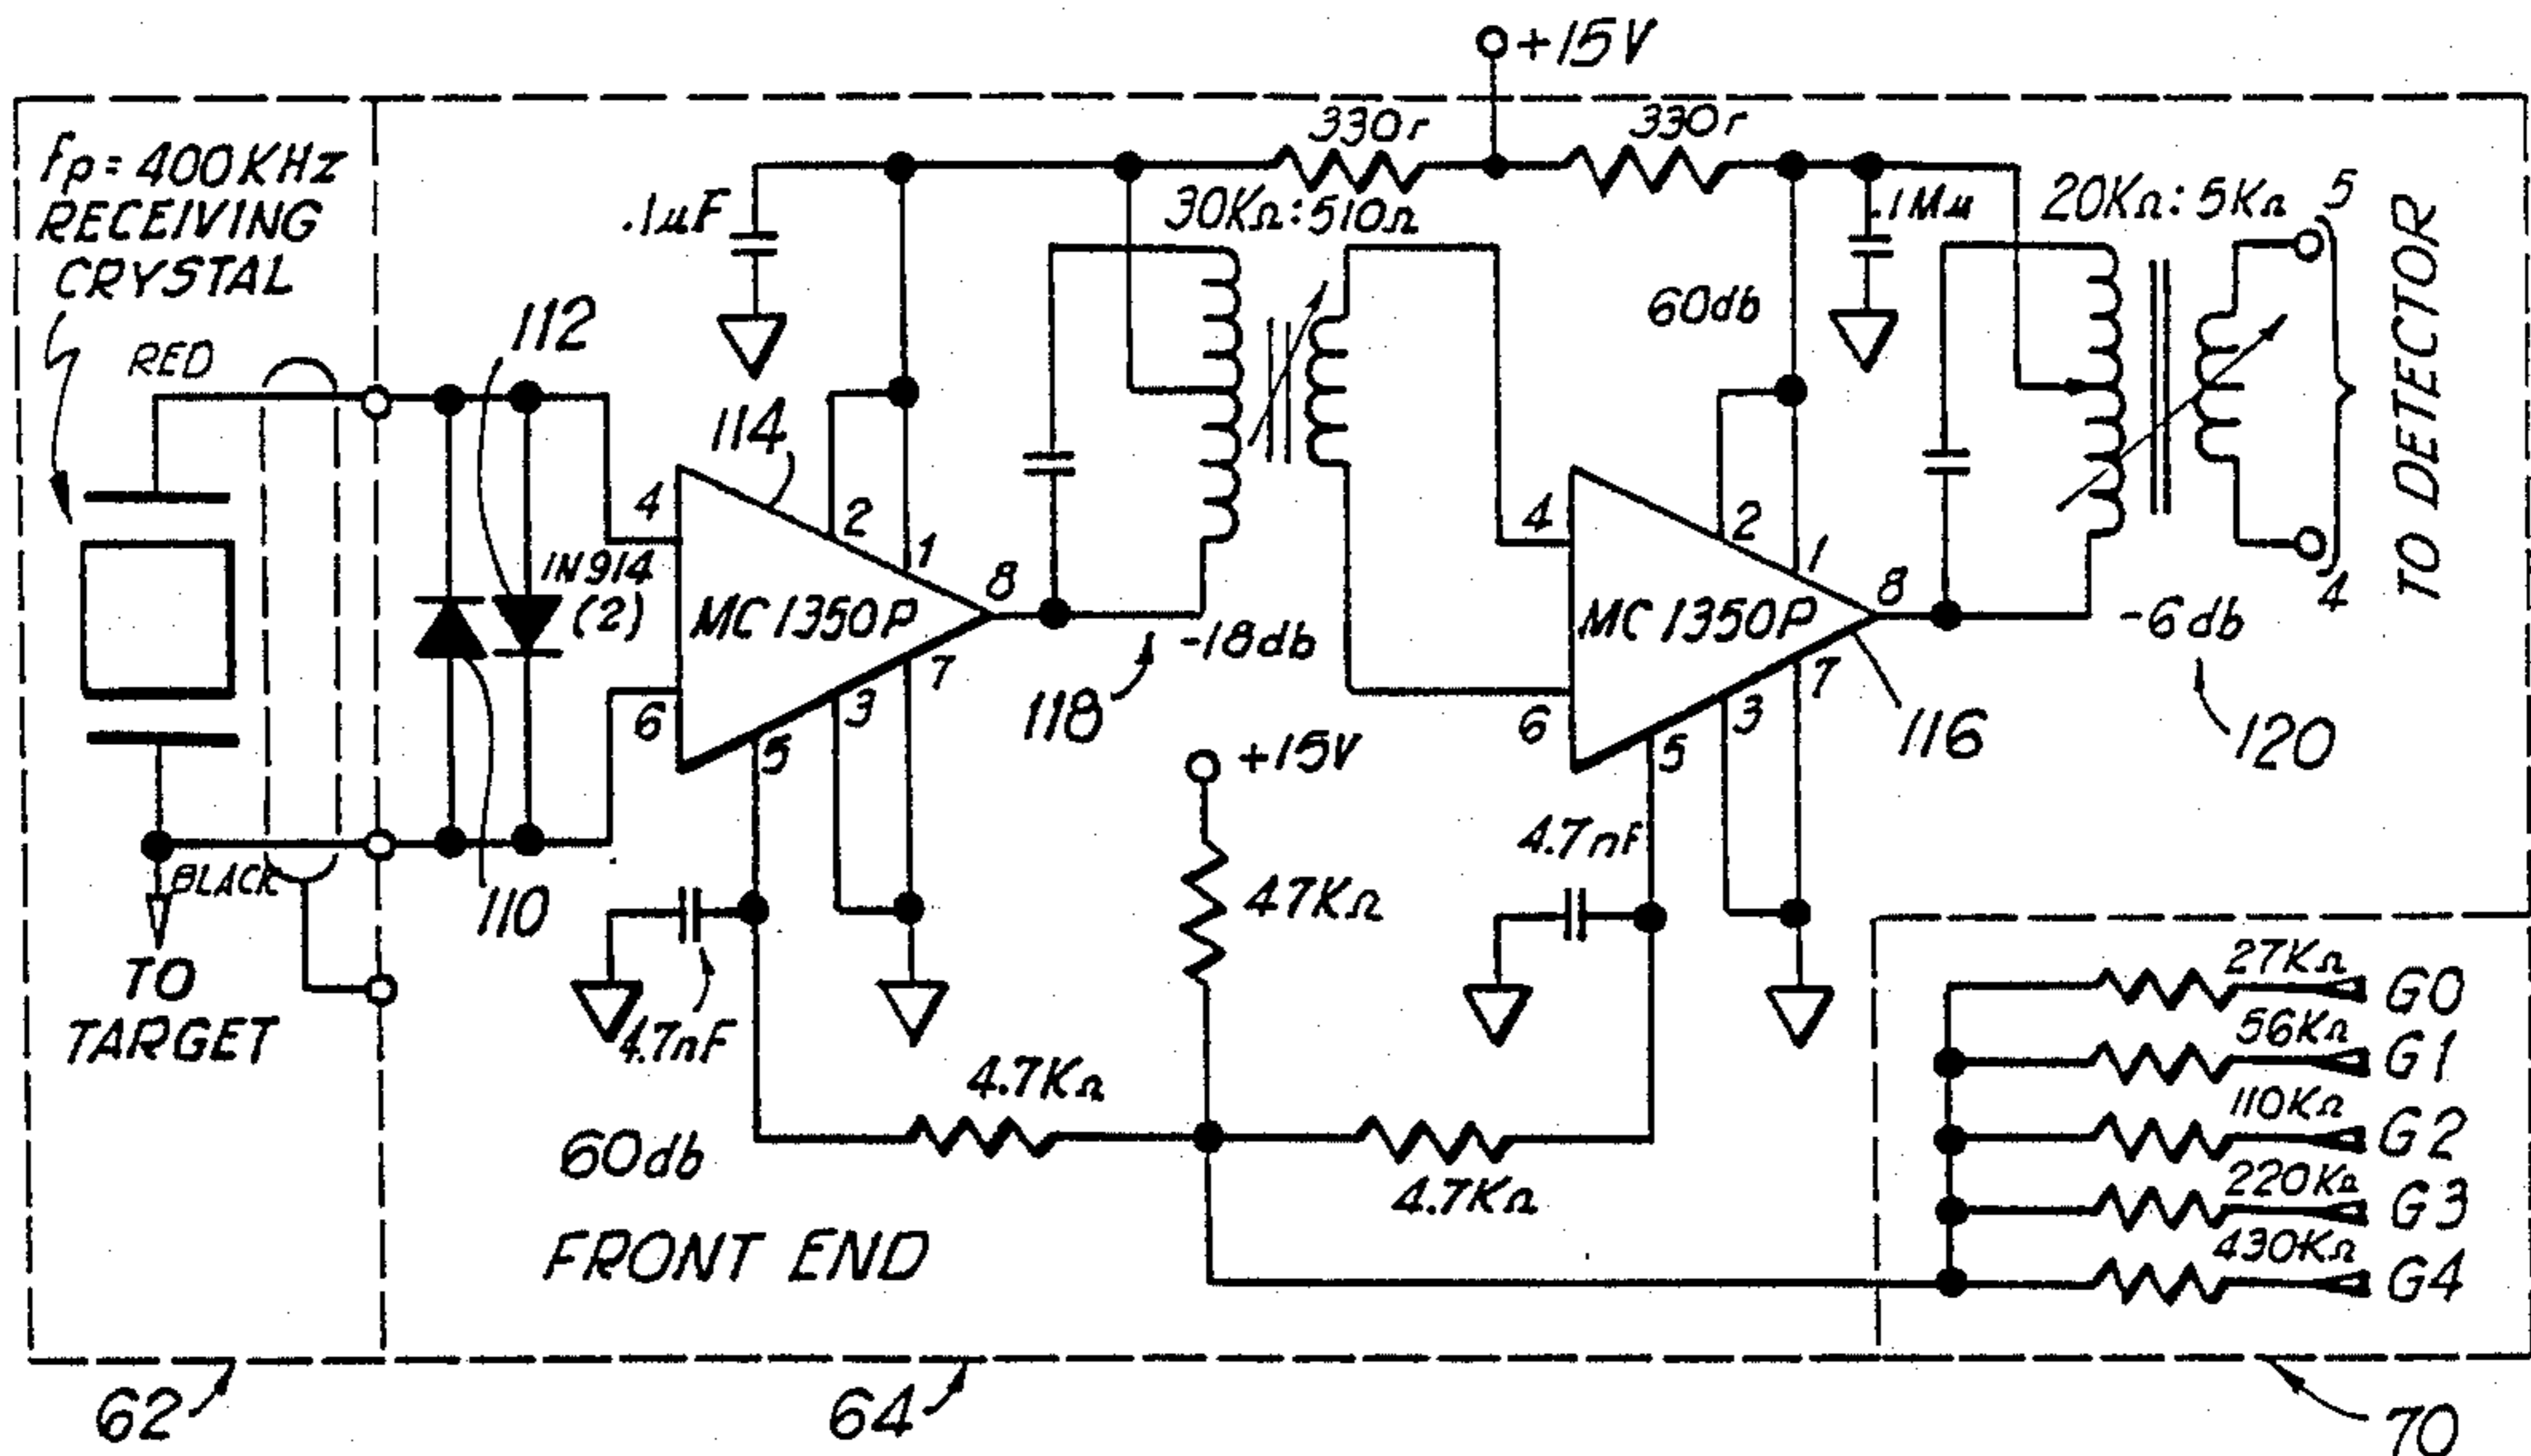 +15V
330r
330r
fp = 400KHz
RECEIVING
CRYSTAL
.1µF
30KΩ:510Ω
.1Mµ
20KΩ:5KΩ
5
TO DETECTOR
RED
112
60db
114
4
2
1
8
1N914
(2)
MC1350P
-18db
118
6
5
3
7
4
2
1
8
MC1350P
-6db
4
6
5
3
7
116
120
+15V
BLACK
110
4.7nF
47KΩ
TO
TARGET
4.7nF
27KΩ
G0
56KΩ
G1
110KΩ
G2
220KΩ
G3
430KΩ
G4
4.7KΩ
60db
4.7KΩ
FRONT END
62
64
70